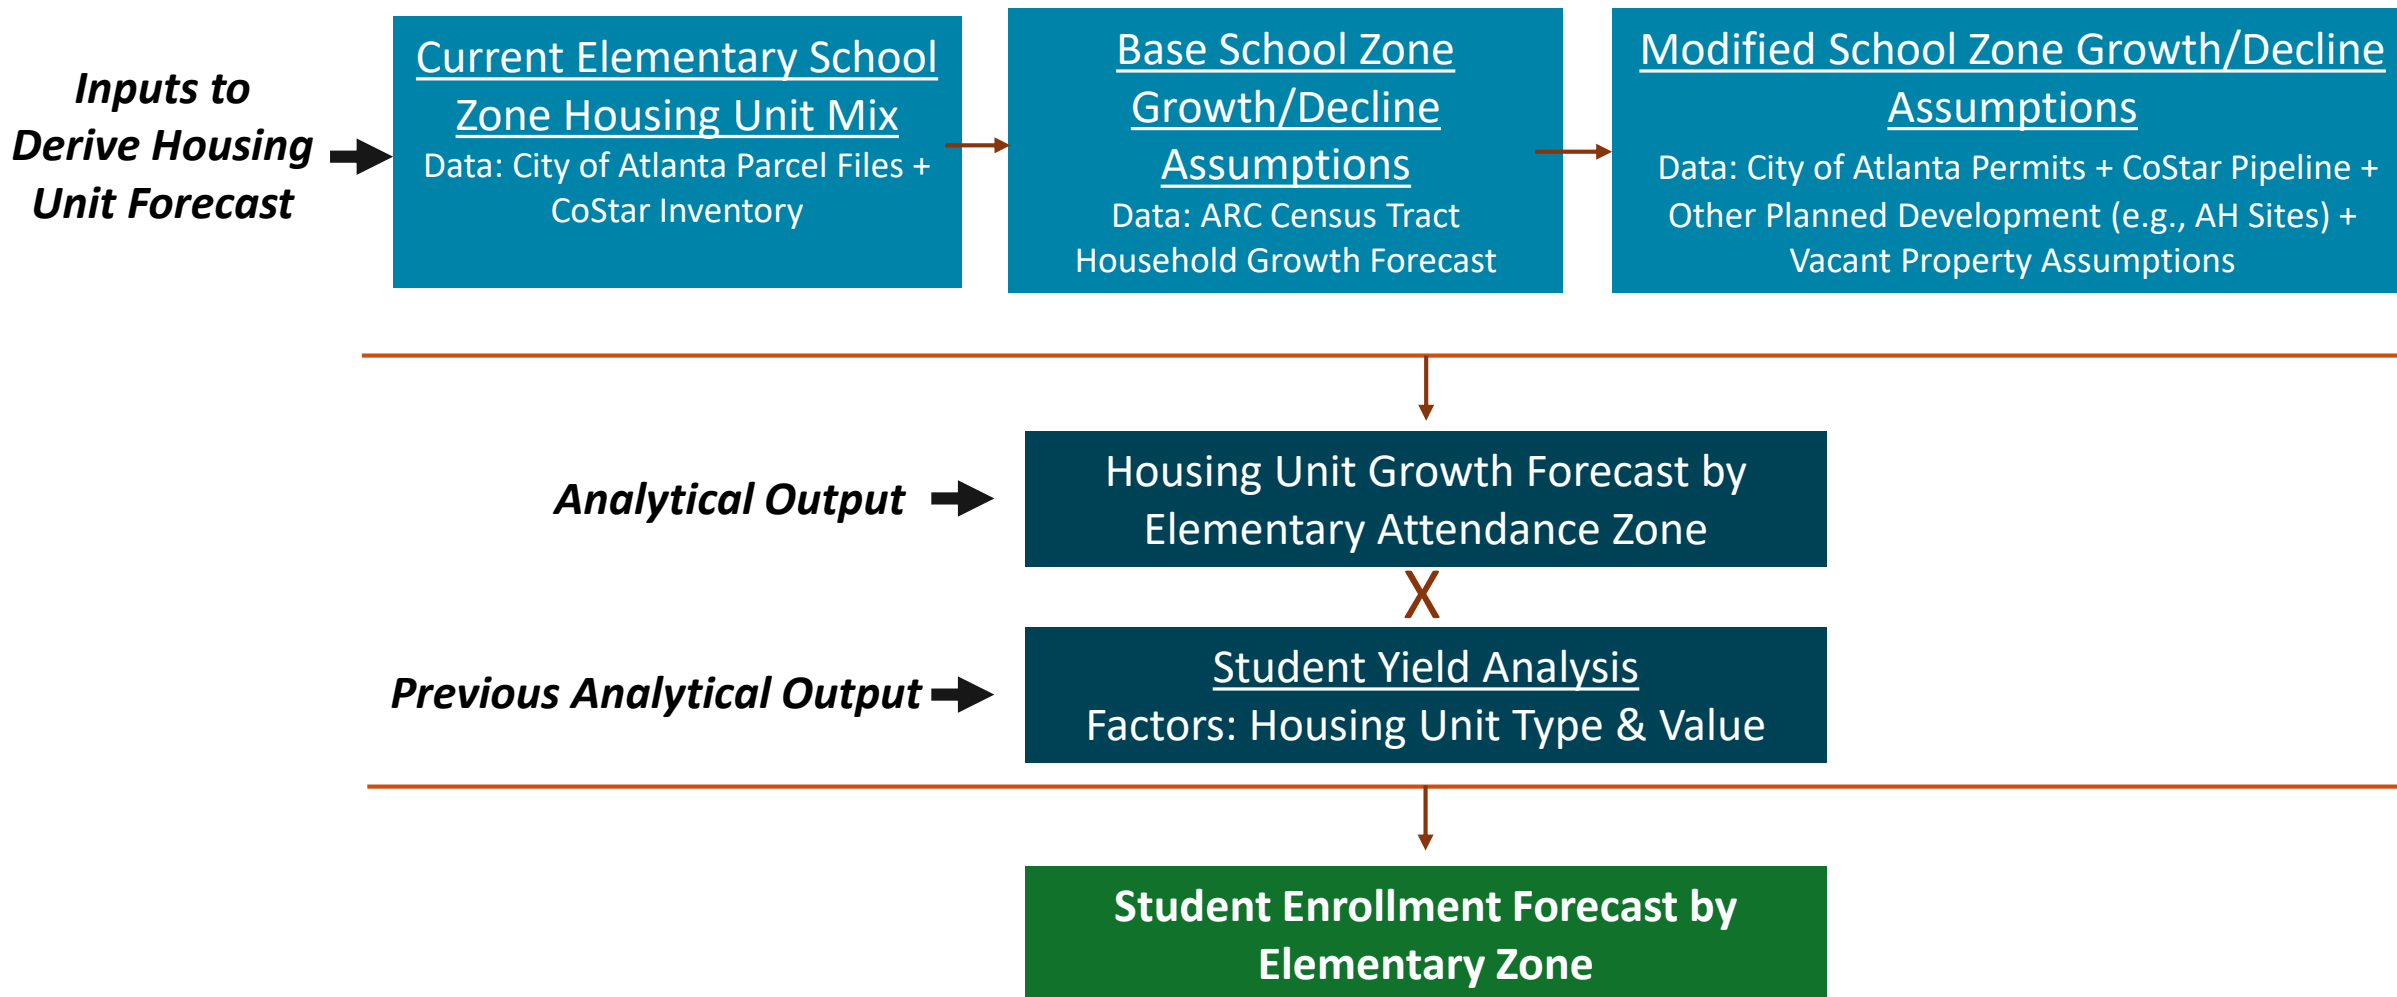 Inputs to
Derive Housing
Unit Forecast
Current Elementary School
Zone Housing Unit Mix
Data: City of Atlanta Parcel Files +
CoStar Inventory
Base School Zone
Growth/Decline
Assumptions
Data: ARC Census Tract
Household Growth Forecast
Modified School Zone Growth/Decline
Assumptions
Data: City of Atlanta Permits + CoStar Pipeline +
Other Planned Development (e.g., AH Sites) +
Vacant Property Assumptions
Analytical Output
Housing Unit Growth Forecast by
Elementary Attendance Zone
X
Previous Analytical Output
Student Yield Analysis
Factors: Housing Unit Type & Value
Student Enrollment Forecast by
Elementary Zone